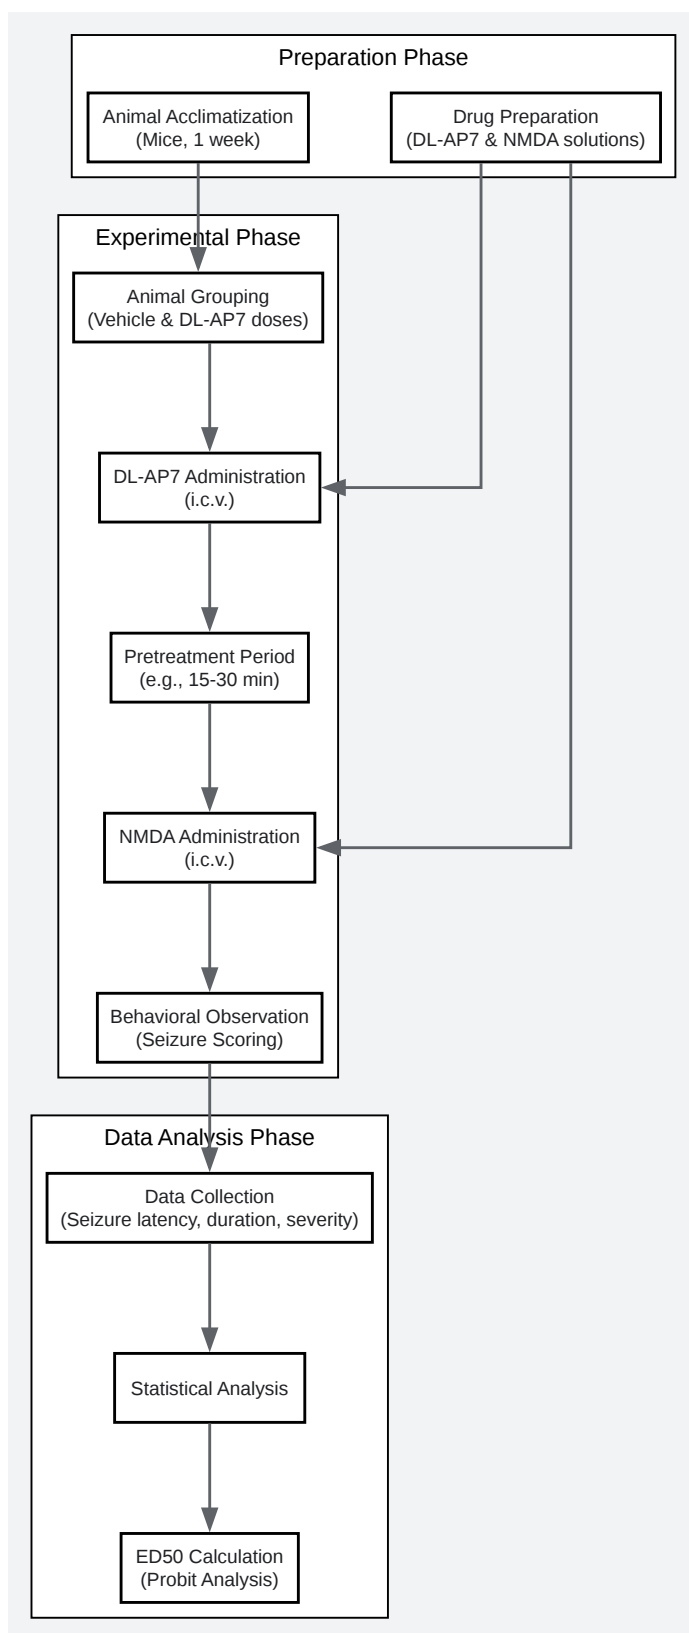 Preparation Phase
Animal Acclimatization
(Mice, 1 week)
Drug Preparation
(DL-AP7 & NMDA solutions)
Experimental Phase
Animal Grouping
(Vehicle & DL-AP7 doses)
DL-AP7 Administration
(i.c.v.)
Pretreatment Period
(e.g., 15-30 min)
NMDA Administration
(i.c.v.)
Behavioral Observation
(Seizure Scoring)
Data Analysis Phase
Data Collection
(Seizure latency, duration, severity)
Statistical Analysis
ED50 Calculation
(Probit Analysis)